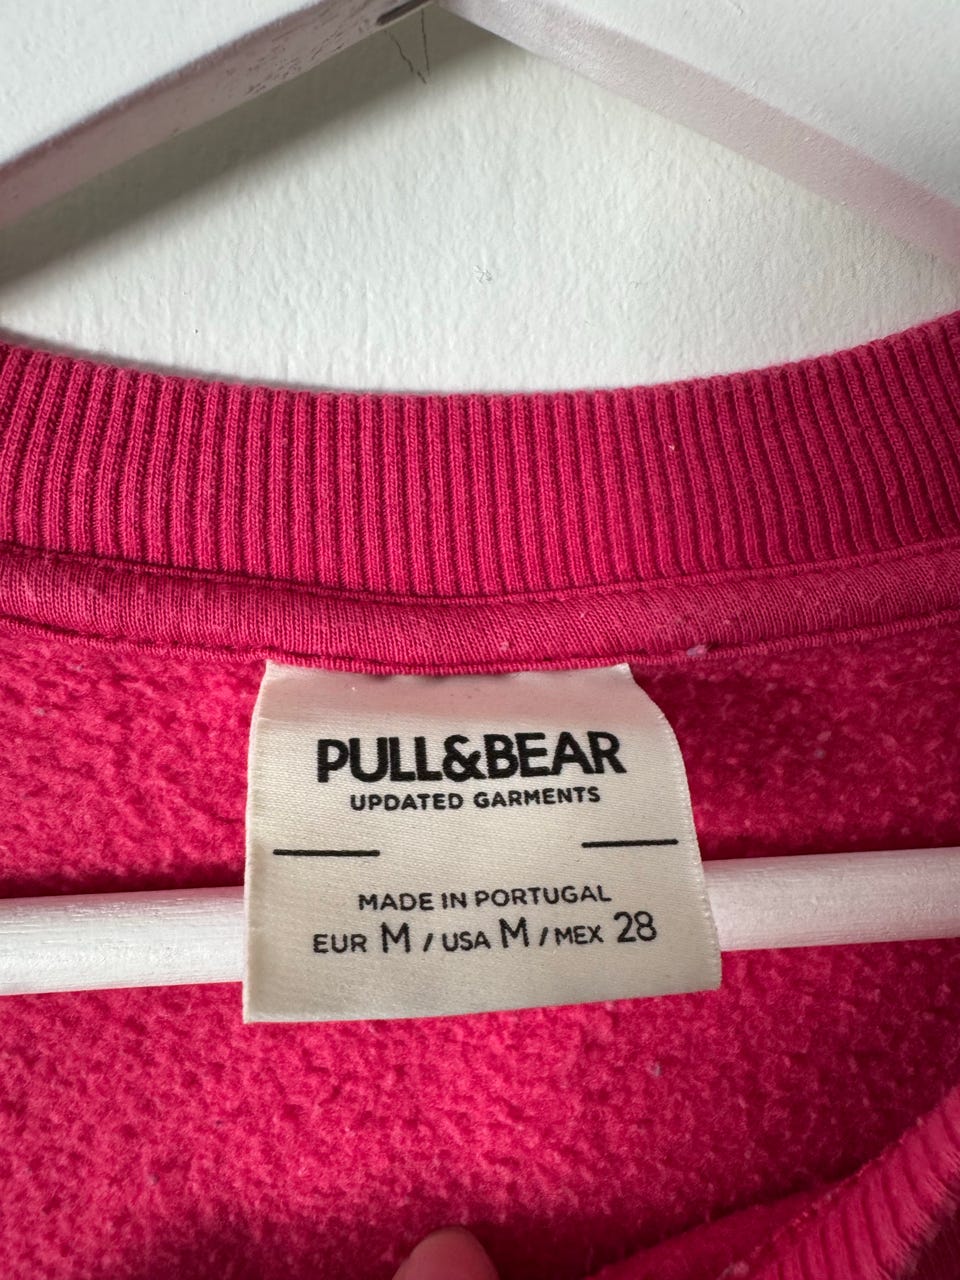 PULL&BEAR
UPDATED GARMENTS
MADE IN PORTUGAL
EUR M / USA M / MEX 28